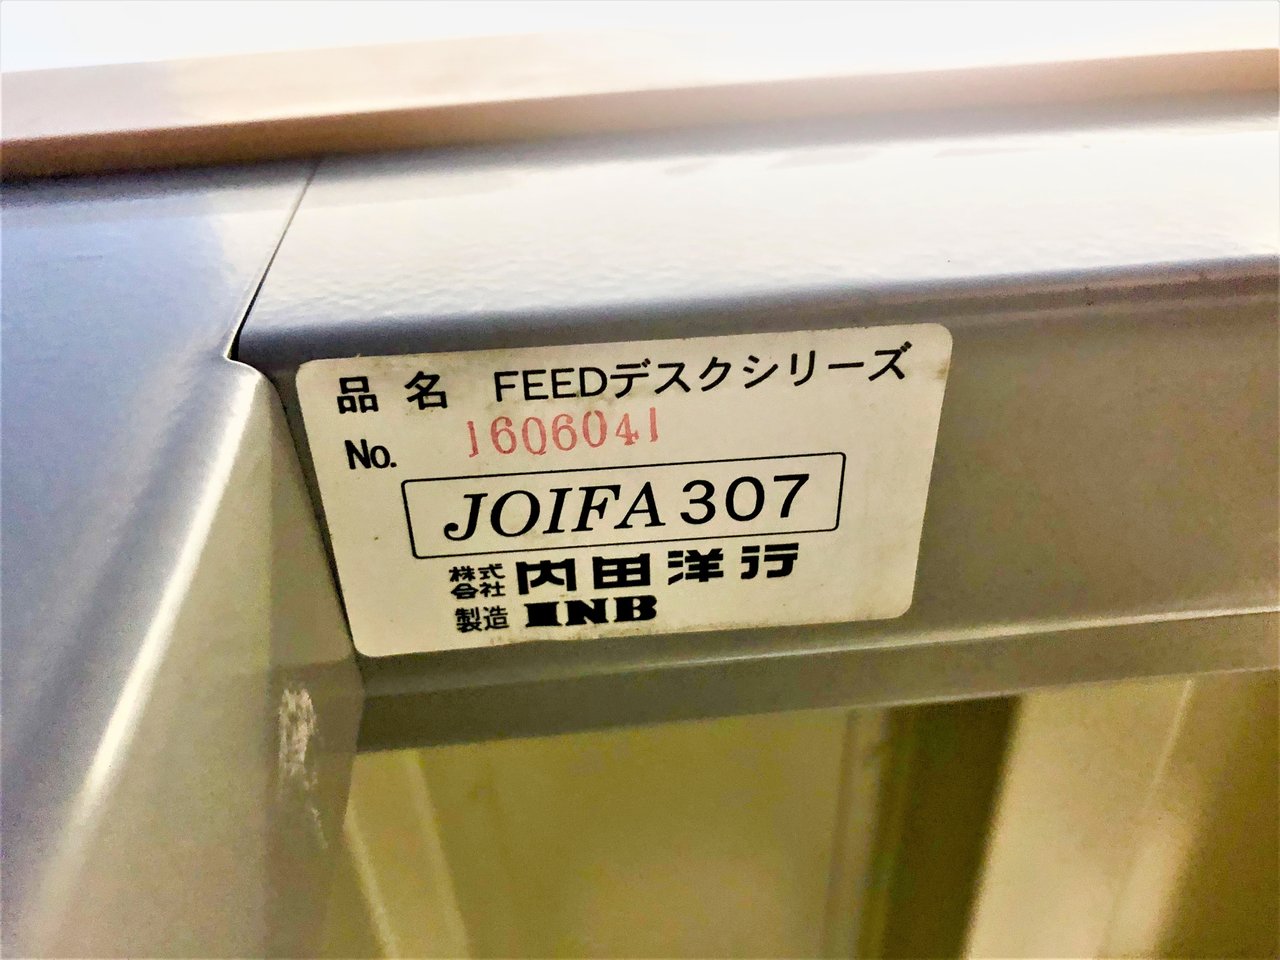 品名 FEEDデスクシリーズ
No. 1606041
JOIFA 307
株式会社 内田洋行
製造 INB